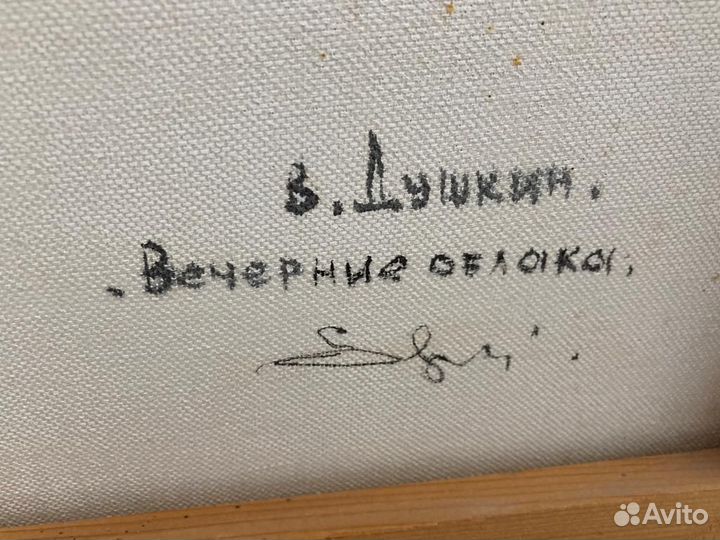 В. Душкин.
"Вечерние облака"
Avito